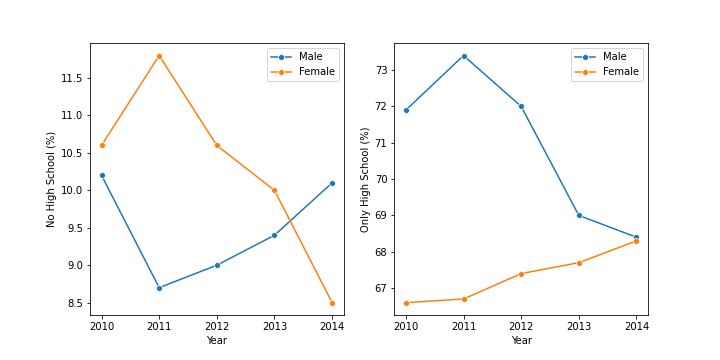 No High School (%)
11.5
11.0
10.5
10.0
9.5
9.0
8.5
2010 2011 2012 2013 2014
Year
Male
Female
Only High School (%)
73
72
71
70
69
68
67
2010 2011 2012 2013 2014
Year
Male
Female